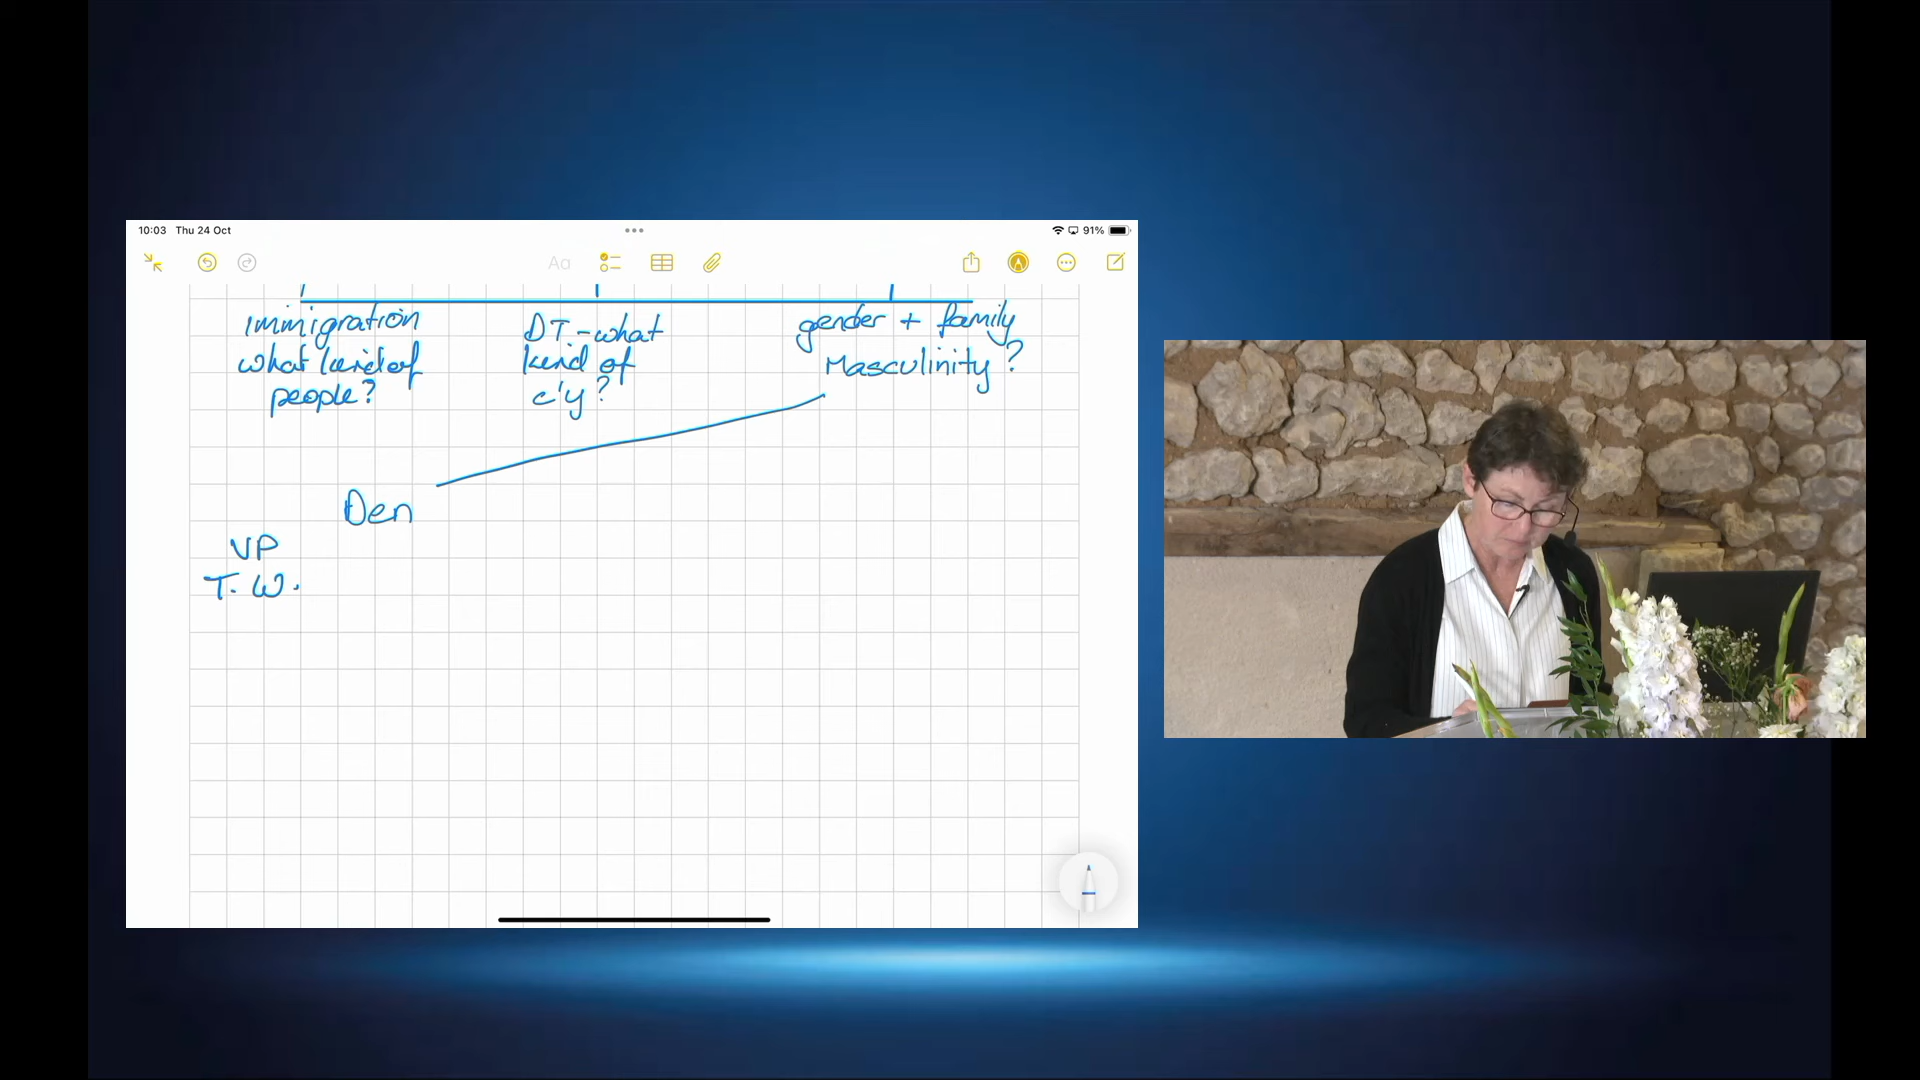 10:03 Thu 24 Oct
91%
Aa
immigration
what kind of
people?
DT - what
kind of
c'y?
gender + family
Masculinity?
Den
VP
T. W.